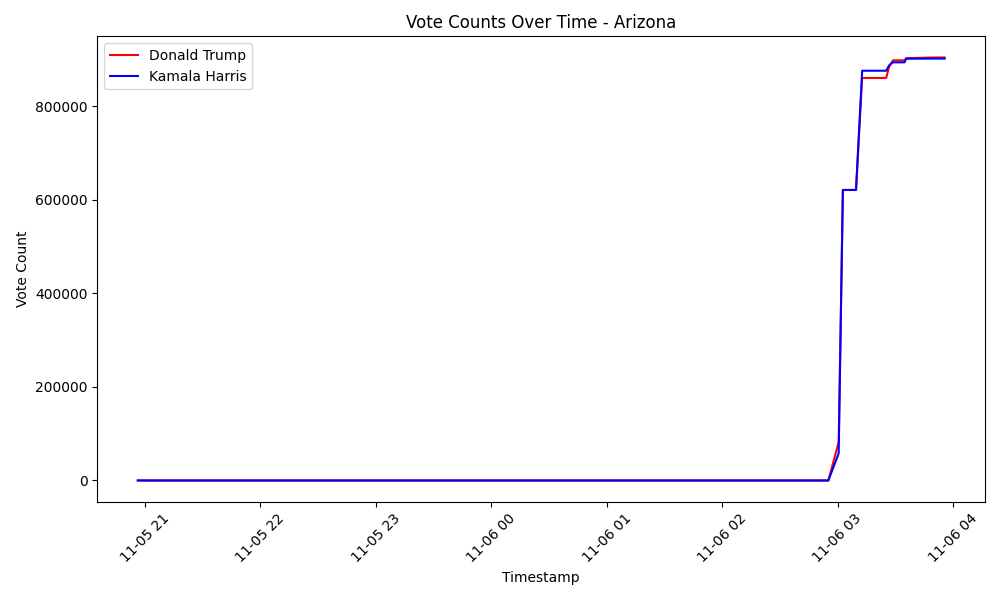 Vote Counts Over Time - Arizona
Donald Trump
Kamala Harris
Vote Count
800000
600000
400000
200000
0
11-05 21
11-05 22
11-05 23
11-06 00
11-06 01
11-06 02
11-06 03
11-06 04
Timestamp